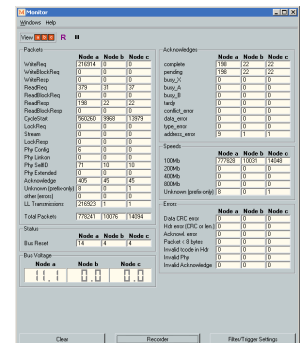 Monitor
Windows Help
View a b c R
Packets
Node a Node b Node c
WriteReq 216914 0 0
WriteBlockReq 0 0 0
WriteResp 0 0 0
ReadReq 379 31 37
ReadBlockReq 0 0 0
ReadResp 198 22 22
ReadBlockResp 0 0 0
CycleStart 560260 9968 13979
LockReq 0 0 0
Stream 0 0 0
LockResp 0 0 0
Phy Config 6 0 0
Phy Linkon 0 0 0
Phy SelfID 71 10 10
Phy Extended 0 0 0
Acknowledge 405 45 45
Unknown (prefix-only) 8 0 1
other (errors) 0 0 0
LL Transmissions 216923 1 1
Total Packets 778241 10076 14094
Status
Node a Node b Node c
Bus Reset 14 4 4
Bus Voltage
Node a Node b Node c
11.1 0.0 0.0
Acknowledges
Node a Node b Node c
complete 198 22 22
pending 198 22 22
busy_X 0 0 0
busy_A 0 0 0
busy_B 0 0 0
tardy 0 0 0
conflict_error 0 0 0
data_error 0 0 0
type_error 0 0 0
address_error 9 1 1
Speeds
Node a Node b Node c
100Mb 777828 10031 14048
200Mb 0 0 0
400Mb 0 0 0
800Mb 0 0 0
Unknown (prefix-only) 8 0 1
Errors
Node a Node b Node c
Data CRC error 0 0 0
Hdr error (CRC or len.) 0 0 0
Acknowl. error 0 0 0
Packet < 8 bytes 0 0 0
Invalid tcode in Hdr 0 0 0
Invalid Phy 0 0 0
Invalid Acknowledge 0 0 0
Clear Recorder Filter/Trigger Settings